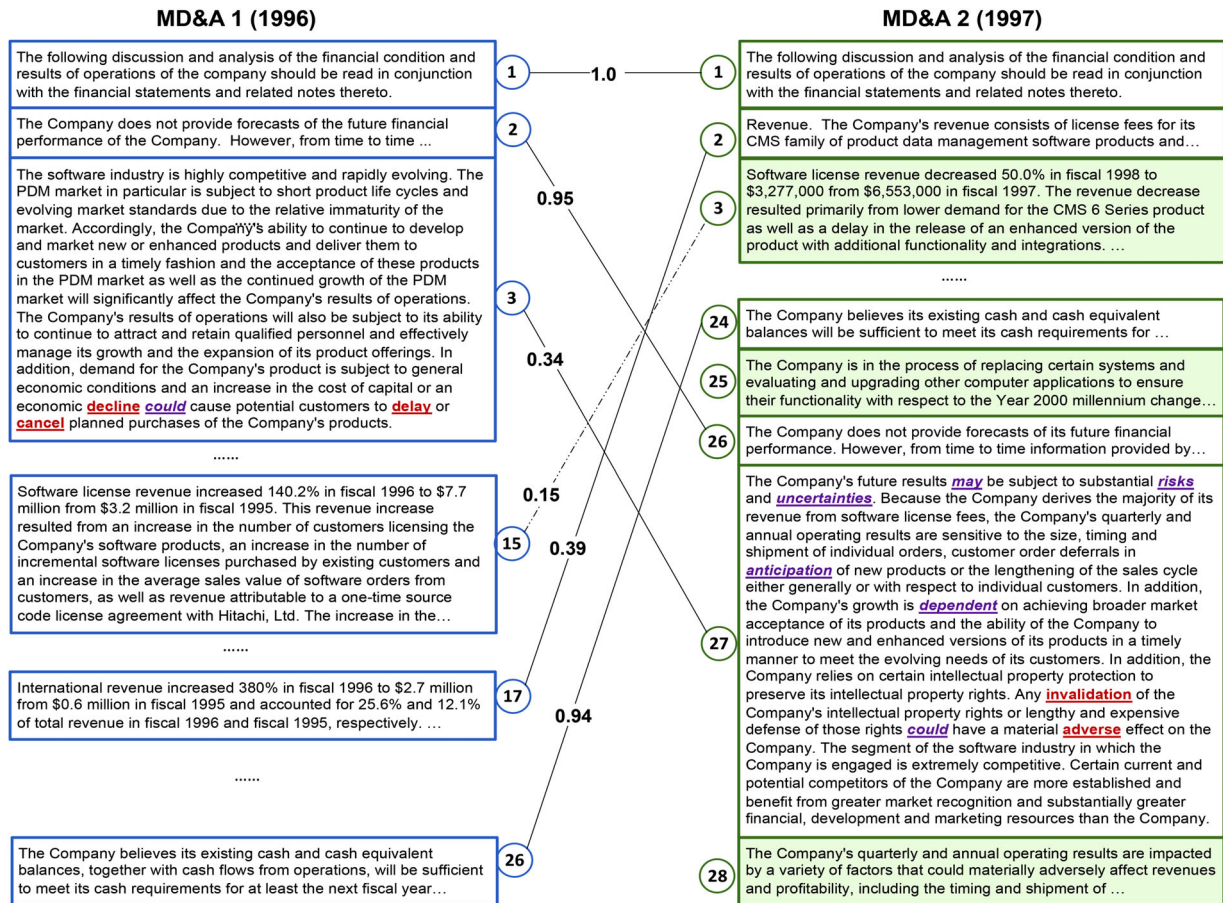 MD&A 1 (1996)
The following discussion and analysis of the financial condition and
results of operations of the company should be read in conjunction
with the financial statements and related notes thereto.
1
The Company does not provide forecasts of the future financial
performance of the Company. However, from time to time ...
2
The software industry is highly competitive and rapidly evolving. The
PDM market in particular is subject to short product life cycles and
evolving market standards due to the relative immaturity of the
market. Accordingly, the Company's ability to continue to develop
and market new or enhanced products and deliver them to
customers in a timely fashion and the acceptance of these products
in the PDM market as well as the continued growth of the PDM
market will significantly affect the Company's results of operations.
The Company's results of operations will also be subject to its ability
to continue to attract and retain qualified personnel and effectively
manage its growth and the expansion of its product offerings. In
addition, demand for the Company's product is subject to general
economic conditions and an increase in the cost of capital or an
economic decline could cause potential customers to delay or
cancel planned purchases of the Company's products.
3
......
Software license revenue increased 140.2% in fiscal 1996 to $7.7
million from $3.2 million in fiscal 1995. This revenue increase
resulted from an increase in the number of customers licensing the
Company's software products, an increase in the number of
incremental software licenses purchased by existing customers and
an increase in the average sales value of software orders from
customers, as well as revenue attributable to a one-time source
code license agreement with Hitachi, Ltd. The increase in the...
15
......
International revenue increased 380% in fiscal 1996 to $2.7 million
from $0.6 million in fiscal 1995 and accounted for 25.6% and 12.1%
of total revenue in fiscal 1996 and fiscal 1995, respectively. ...
17
......
The Company believes its existing cash and cash equivalent
balances, together with cash flows from operations, will be sufficient
to meet its cash requirements for at least the next fiscal year...
26
1.0
0.95
0.34
0.15
0.39
0.94
MD&A 2 (1997)
1
The following discussion and analysis of the financial condition and
results of operations of the company should be read in conjunction
with the financial statements and related notes thereto.
2
Revenue. The Company's revenue consists of license fees for its
CMS family of product data management software products and...
3
Software license revenue decreased 50.0% in fiscal 1998 to
$3,277,000 from $6,553,000 in fiscal 1997. The revenue decrease
resulted primarily from lower demand for the CMS 6 Series product
as well as a delay in the release of an enhanced version of the
product with additional functionality and integrations. ...
......
24
The Company believes its existing cash and cash equivalent
balances will be sufficient to meet its cash requirements for ...
25
The Company is in the process of replacing certain systems and
evaluating and upgrading other computer applications to ensure
their functionality with respect to the Year 2000 millennium change...
26
The Company does not provide forecasts of its future financial
performance. However, from time to time information provided by...
27
The Company's future results may be subject to substantial risks
and uncertainties. Because the Company derives the majority of its
revenue from software license fees, the Company's quarterly and
annual operating results are sensitive to the size, timing and
shipment of individual orders, customer order deferrals in
anticipation of new products or the lengthening of the sales cycle
either generally or with respect to individual customers. In addition,
the Company's growth is dependent on achieving broader market
acceptance of its products and the ability of the Company to
introduce new and enhanced versions of its products in a timely
manner to meet the evolving needs of its customers. In addition, the
Company relies on certain intellectual property protection to
preserve its intellectual property rights. Any invalidation of the
Company's intellectual property rights or lengthy and expensive
defense of those rights could have a material adverse effect on the
Company. The segment of the software industry in which the
Company is engaged is extremely competitive. Certain current and
potential competitors of the Company are more established and
benefit from greater market recognition and substantially greater
financial, development and marketing resources than the Company.
28
The Company's quarterly and annual operating results are impacted
by a variety of factors that could materially adversely affect revenues
and profitability, including the timing and shipment of ...